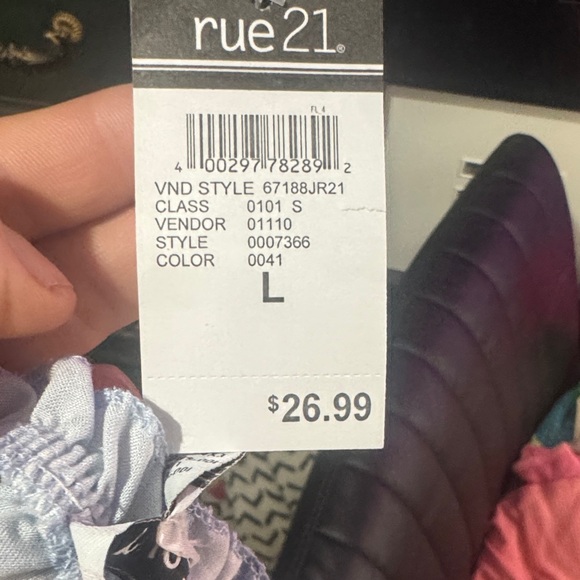 rue21®
FL 4
4 00297 78289 2
VND STYLE 67188JR21
CLASS 0101 S
VENDOR 01110
STYLE 0007366
COLOR 0041
L
$26.99